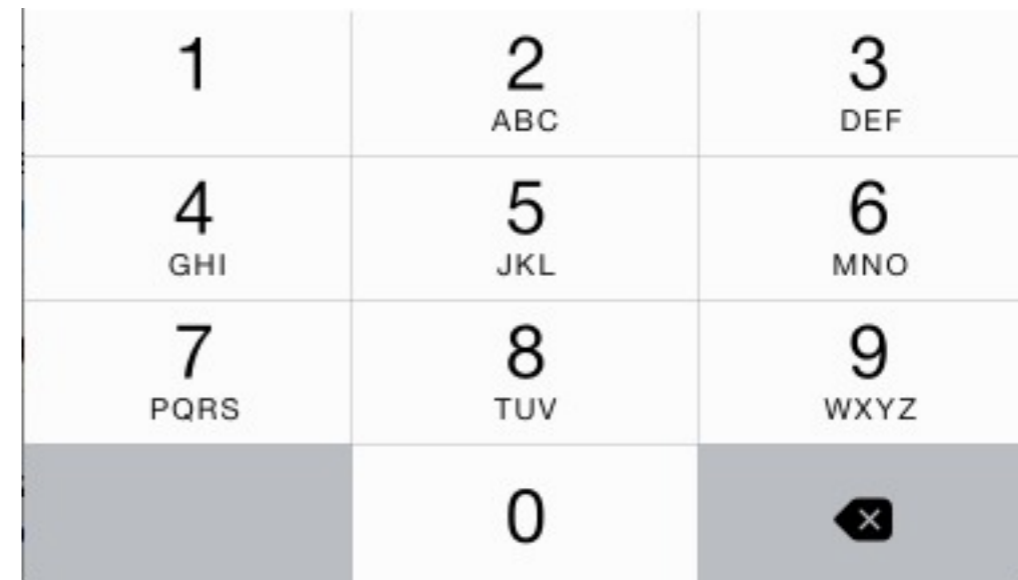 1 2 3
ABC DEF
4 5 6
GHI JKL MNO
7 8 9
PQRS TUV WXYZ
0